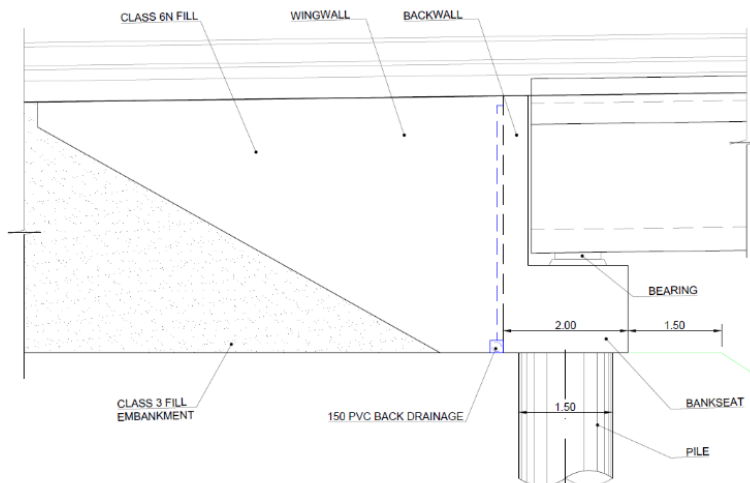 CLASS 6N FILL
WINGWALL
BACKWALL
BEARING
2.00
1.50
CLASS 3 FILL
EMBANKMENT
150 PVC BACK DRAINAGE
1.50
BANKSEAT
PILE